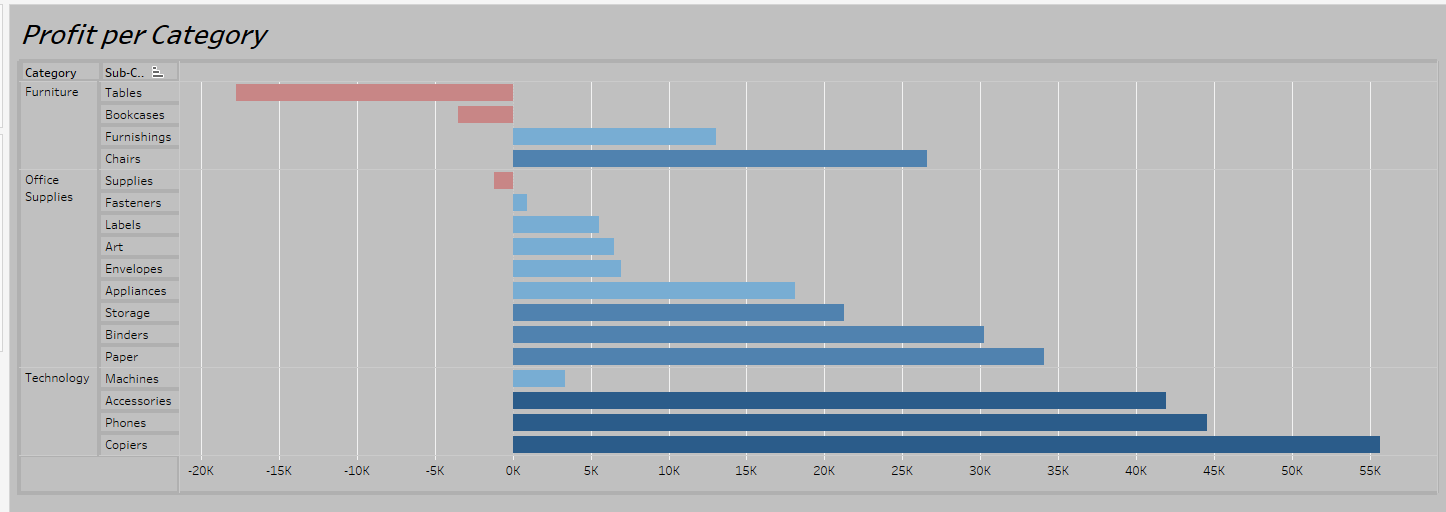 Profit per Category
Category Sub-C..
Furniture Tables
Bookcases
Furnishings
Chairs
Office Supplies
Supplies Fasteners
Labels
Art
Envelopes
Appliances
Storage
Binders
Paper
Technology Machines
Accessories
Phones
Copiers
-20K -15K -10K -5K 0K 5K 10K 15K 20K 25K 30K 35K 40K 45K 50K 55K